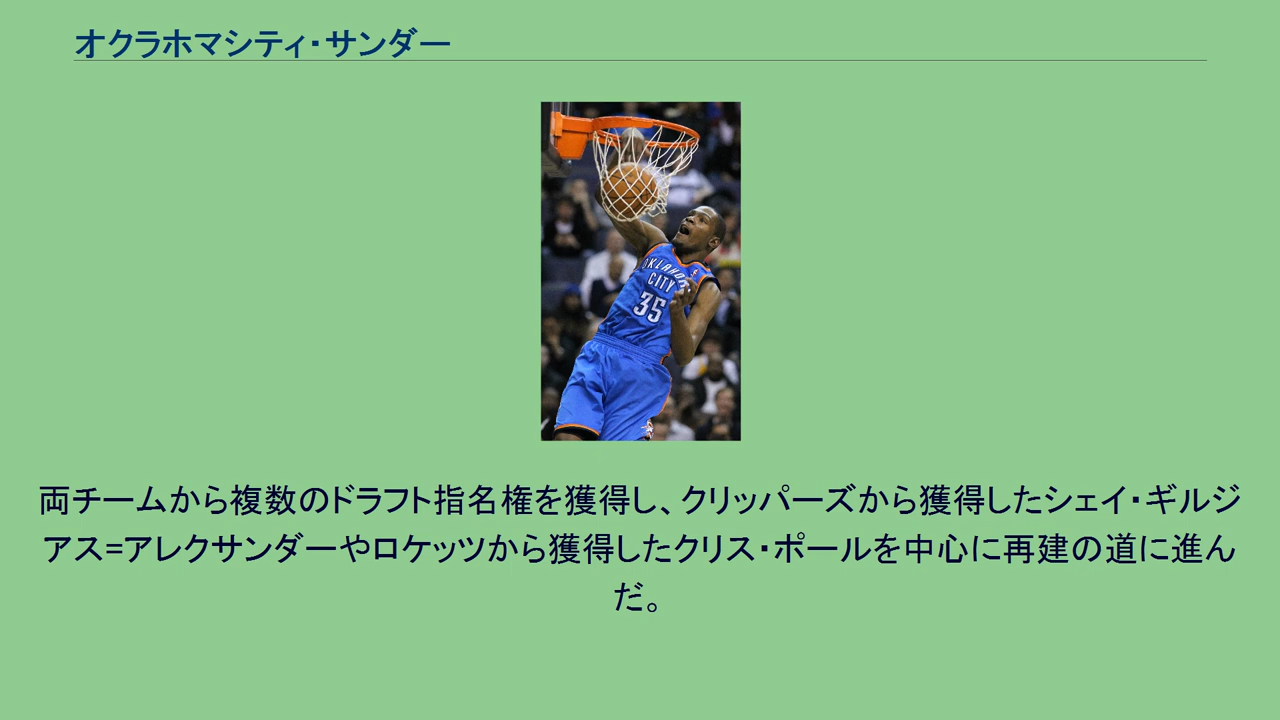 オクラホマシティ・サンダー
OKLAHO
CITY
35
両チームから複数のドラフト指名権を獲得し、クリッパーズから獲得したシェイ・ギルジ
アス=アレクサンダーやロケッツから獲得したクリス・ポールを中心に再建の道に進ん
だ。